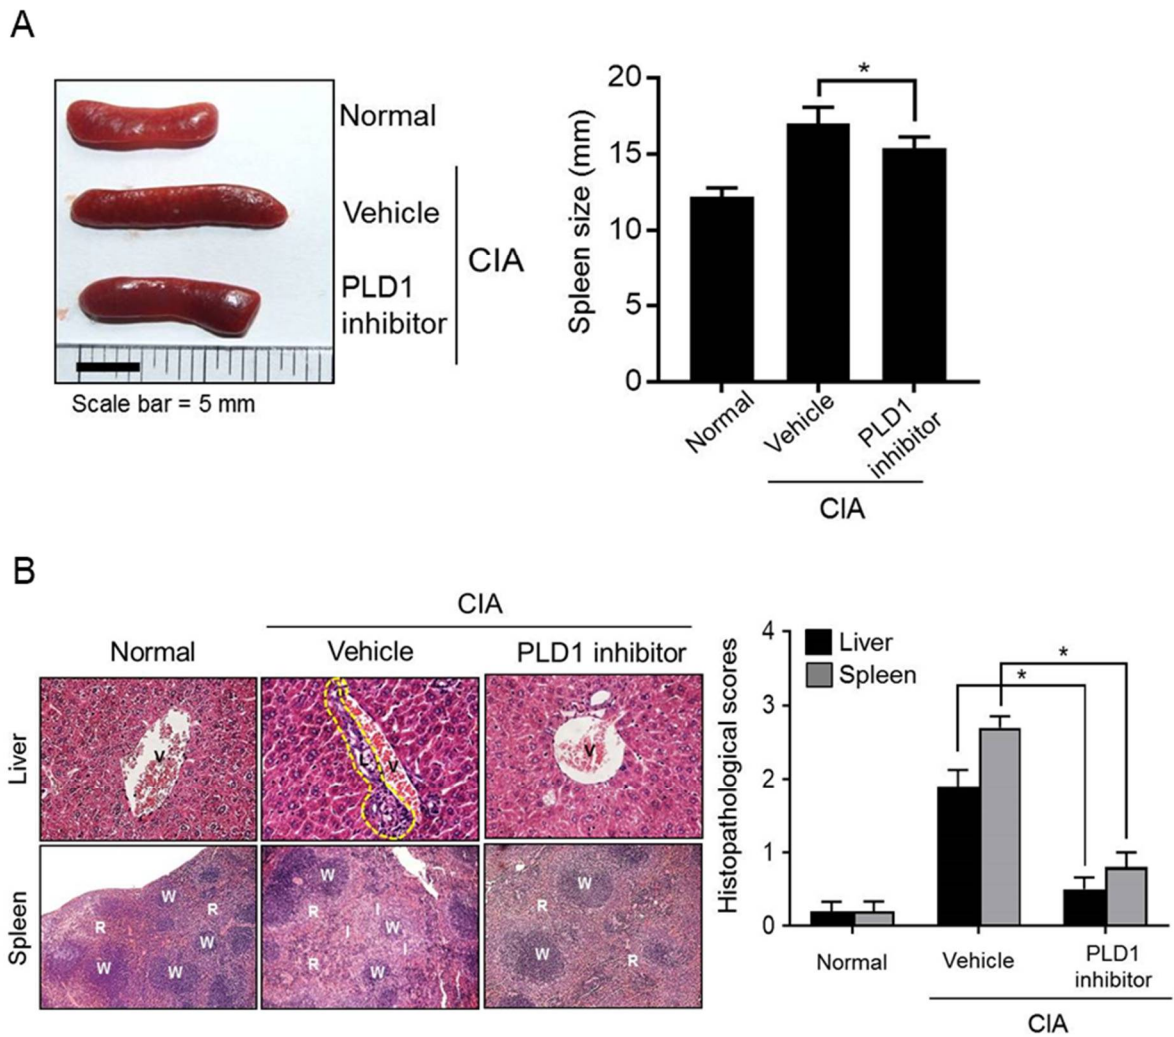 A
Normal
Vehicle
PLD1
inhibitor
CIA
Scale bar = 5 mm
Spleen size (mm)
20
15
10
5
0
*
Normal
Vehicle
PLD1
inhibitor
CIA
B
CIA
Normal
Vehicle
PLD1 inhibitor
Liver
V
L
V
V
Spleen
W
R
R
W
W
W
W
R
I
W
I
I
R
W
W
R
W
R
Histopathological scores
4
3
2
1
0
Liver
Spleen
*
*
Normal
Vehicle
PLD1
inhibitor
CIA